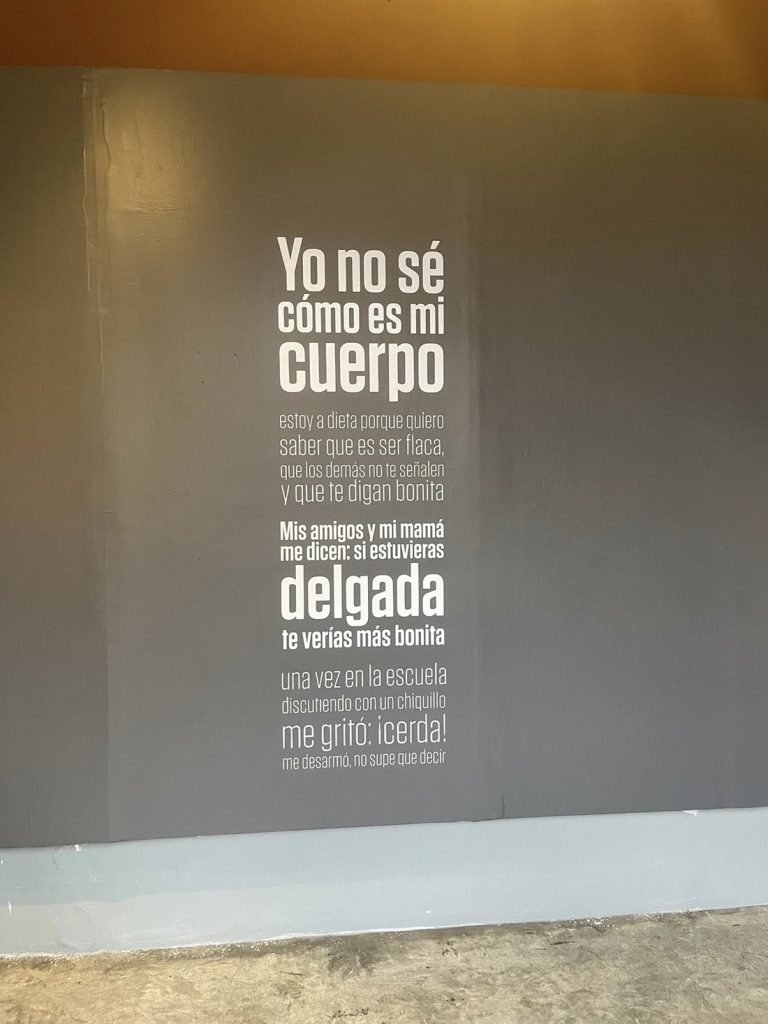 Yo no sé
cómo es mi
cuerpo
estoy a dieta porque quiero
saber que es ser flaca,
que los demás no te señalen
y que te digan bonita
Mis amigos y mi mamá
me dicen: si estuvieras
delgada
te verías más bonita
una vez en la escuela
discutiendo con un chiquillo
me gritó: ¡cerda!
me desarmó, no supe que decir